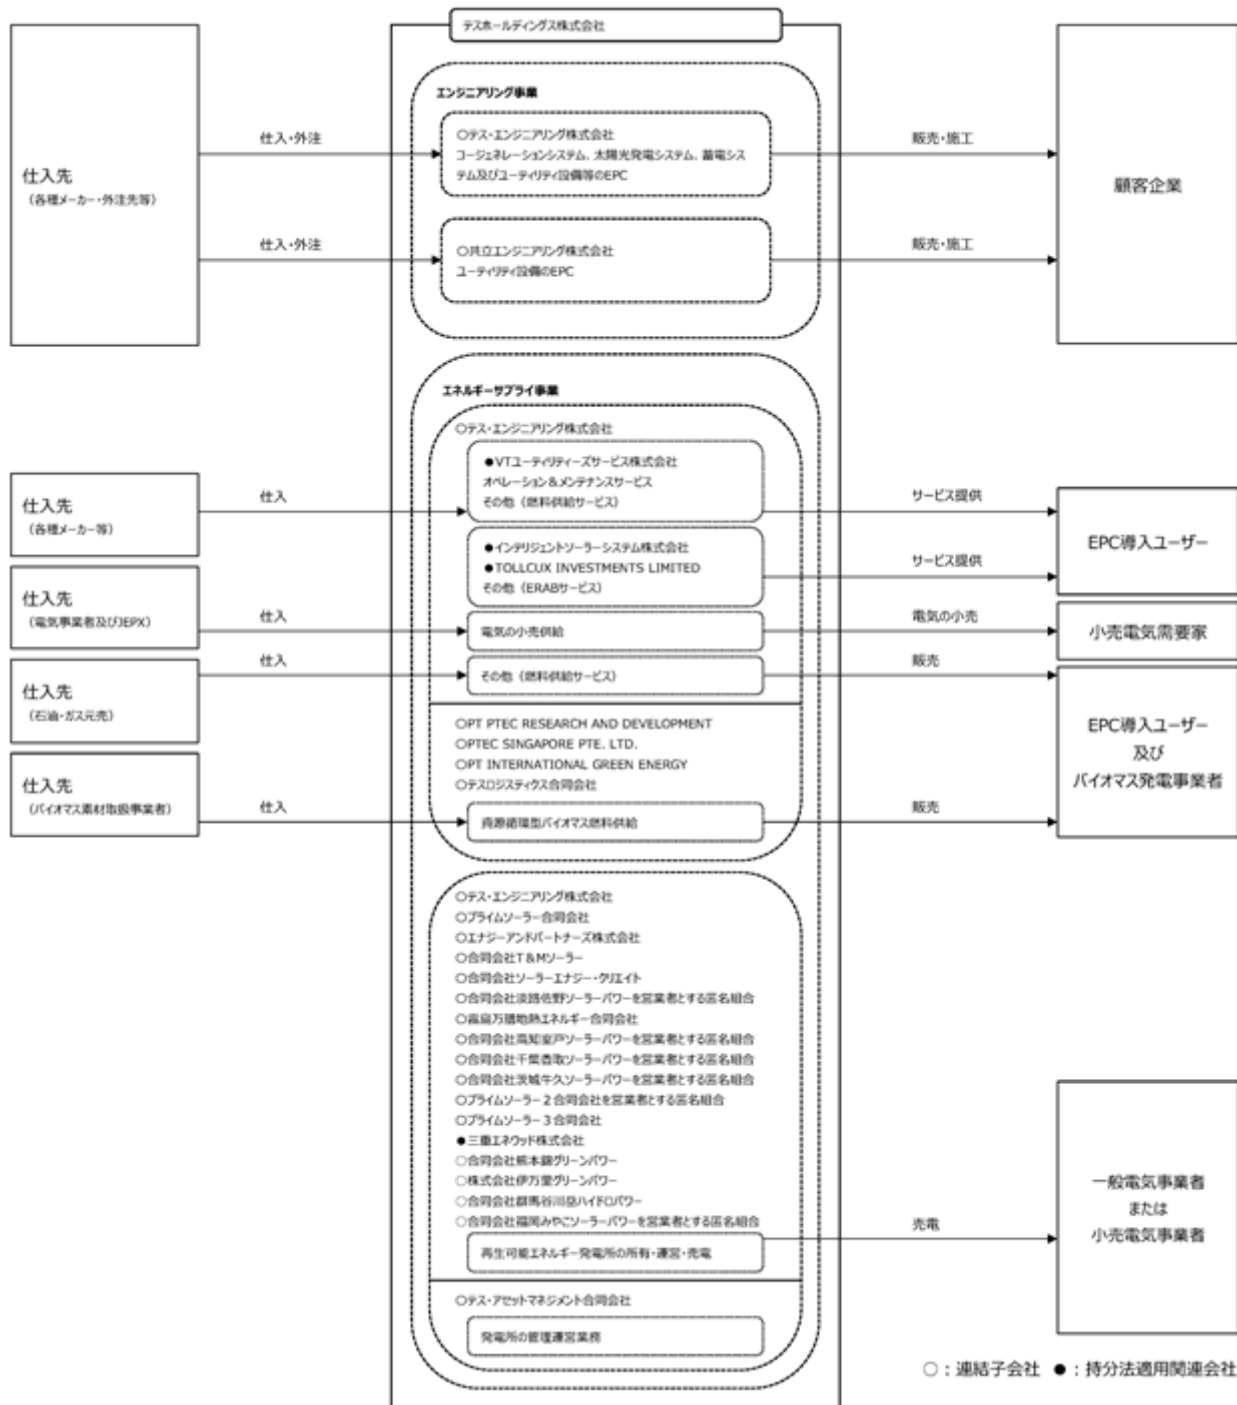 テスホールディングス株式会社
エンジニアリング事業
仕入先
(各種メーカー・外注先等)
仕入・外注
○テス・エンジニアリング株式会社
コージェネレーションシステム、太陽光発電システム、蓄電シス
テム及びユーティリティ設備等のEPC
販売・施工
顧客企業
仕入・外注
○共立エンジニアリング株式会社
ユーティリティ設備のEPC
販売・施工
エネルギーサプライ事業
○テス・エンジニアリング株式会社
仕入先
(各種メーカー等)
仕入
●VTユーティリティーズサービス株式会社
オペレーション&メンテナンスサービス
その他(燃料供給サービス)
サービス提供
EPC導入ユーザー
●インテリジェントソーラーシステム株式会社
●TOLLCUX INVESTMENTS LIMITED
その他(ERABサービス)
サービス提供
仕入先
(電気事業者及びJEPX)
仕入
電気の小売供給
電気の小売
小売電気需要家
仕入先
(石油・ガス元売)
仕入
その他(燃料供給サービス)
販売
EPC導入ユーザー
及び
バイオマス発電事業者
○PT PTEC RESEARCH AND DEVELOPMENT
○PTEC SINGAPORE PTE. LTD.
○PT INTERNATIONAL GREEN ENERGY
○テスロジスティクス合同会社
仕入先
(バイオマス素材取扱事業者)
仕入
資源循環型バイオマス燃料供給
販売
○テス・エンジニアリング株式会社
○プライムソーラー合同会社
○エナジーアンドパートナーズ株式会社
○合同会社T&Mソーラー
○合同会社ソーラーエナジー・クリエイト
○合同会社淡路佐野ソーラーパワーを営業者とする匿名組合
○霧島万膳地熱エネルギー合同会社
○合同会社高知室戸ソーラーパワーを営業者とする匿名組合
○合同会社千葉香取ソーラーパワーを営業者とする匿名組合
○合同会社茨城牛久ソーラーパワーを営業者とする匿名組合
○プライムソーラー2合同会社を営業者とする匿名組合
○プライムソーラー3合同会社
●三重エネウッド株式会社
○合同会社熊本錦グリーンパワー
○株式会社伊万里グリーンパワー
○合同会社群馬谷川岳ハイドロパワー
○合同会社福岡みやこソーラーパワーを営業者とする匿名組合
再生可能エネルギー発電所の所有・運営・売電
売電
一般電気事業者
または
小売電気事業者
○テス・アセットマネジメント合同会社
発電所の管理運営業務
○:連結子会社 ●:持分法適用関連会社